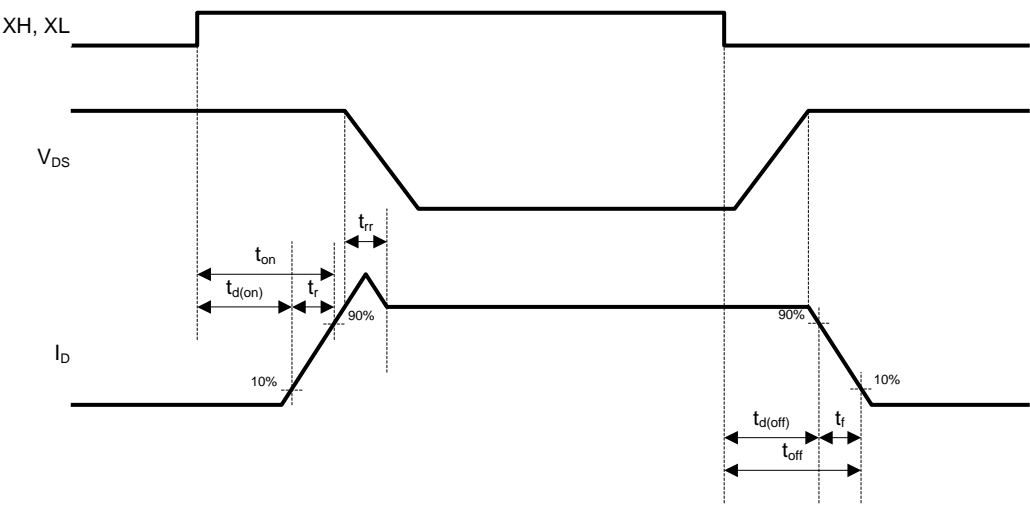 XH, XL
VDS
trr
ton
td(on) tr
90% 90%
ID
10% 10%
td(off) tf
toff